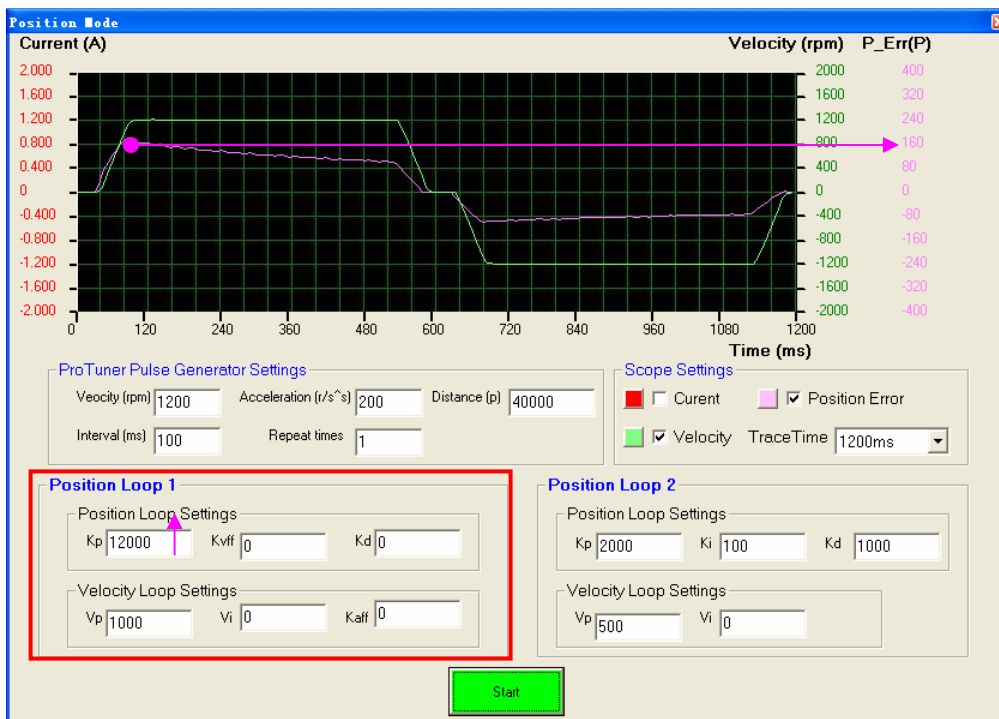 Position Mode
Current (A) Velocity (rpm) P_Err(P)
2.000 2000 400
1.600 1600 320
1.200 1200 240
0.800 800 160
0.400 400 80
0 0 0
-0.400 -400 -80
-0.800 -800 -160
-1.200 -1200 -240
-1.600 -1600 -320
-2.000 -2000 -400
0 120 240 360 480 600 720 840 960 1080 1200
Time (ms)
ProTuner Pulse Generator Settings
Veocity (rpm) 1200 Acceleration (r/s^s) 200 Distance (p) 40000
Interval (ms) 100 Repeat times 1
Scope Settings
Curent Position Error
Velocity TraceTime 1200ms
Position Loop 1
Position Loop Settings
Kp 12000 Kvff 0 Kd 0
Velocity Loop Settings
Vp 1000 Vi 0 Kaff 0
Position Loop 2
Position Loop Settings
Kp 2000 Ki 100 Kd 1000
Velocity Loop Settings
Vp 500 Vi 0
Start